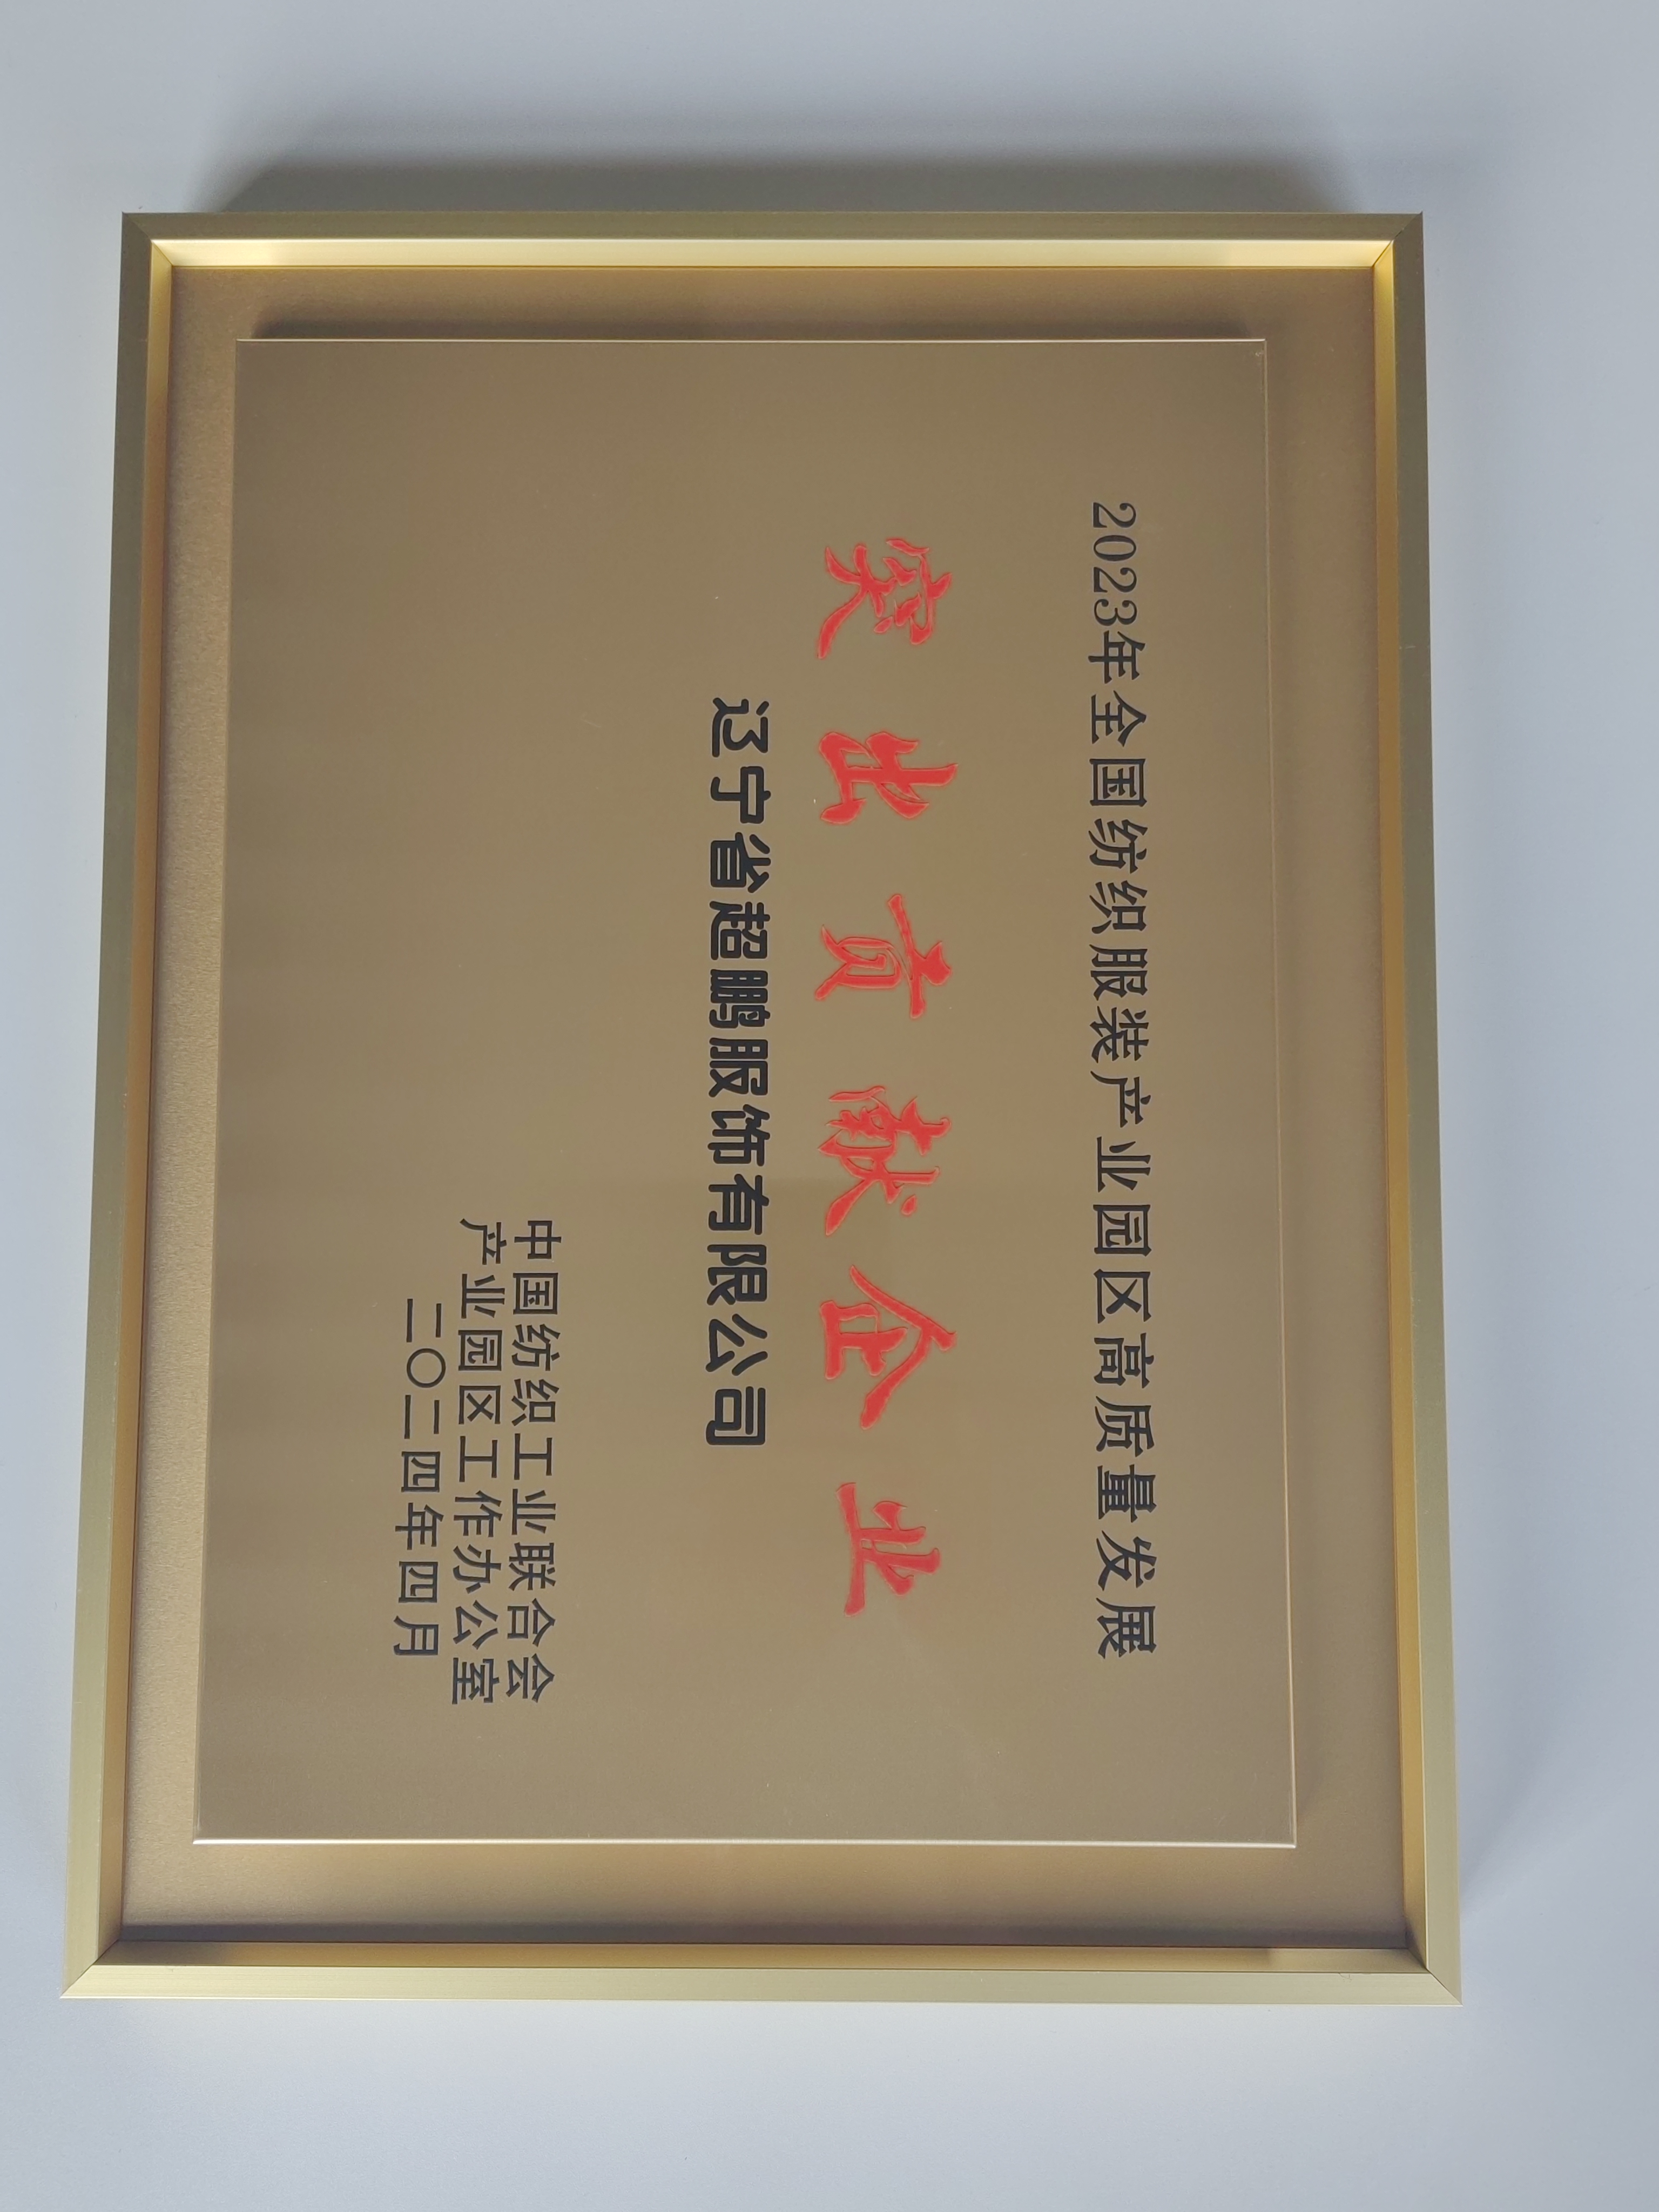 2023年全国纺织服装产业园区高质量发展
突出贡献企业
辽宁省超鹏服饰有限公司
中国纺织工业联合会
产业园区工作办公室
二〇二四年四月